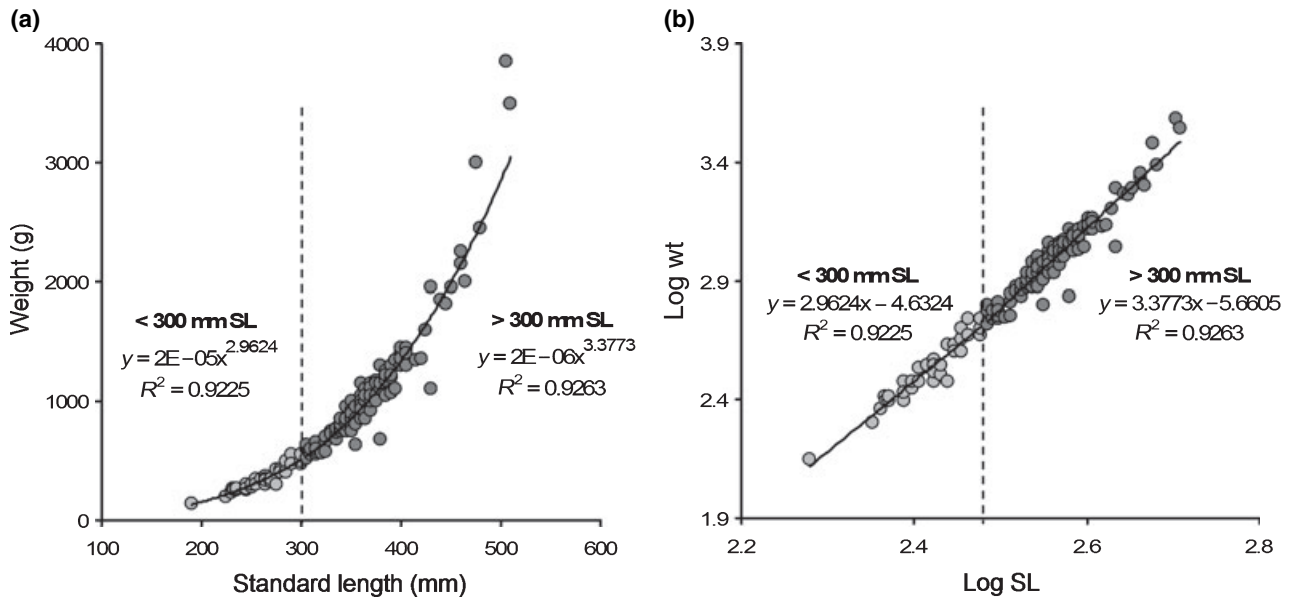 (a)
Weight (g)
4000
3000
2000
1000
0
< 300 mm SL
y = 2E−05x^2.9624
R² = 0.9225
> 300 mm SL
y = 2E−06x^3.3773
R² = 0.9263
100 200 300 400 500 600
Standard length (mm)
(b)
Log wt
3.9
3.4
2.9
2.4
1.9
< 300 mm SL
y = 2.9624x − 4.6324
R² = 0.9225
> 300 mm SL
y = 3.3773x − 5.6605
R² = 0.9263
2.2 2.4 2.6 2.8
Log SL